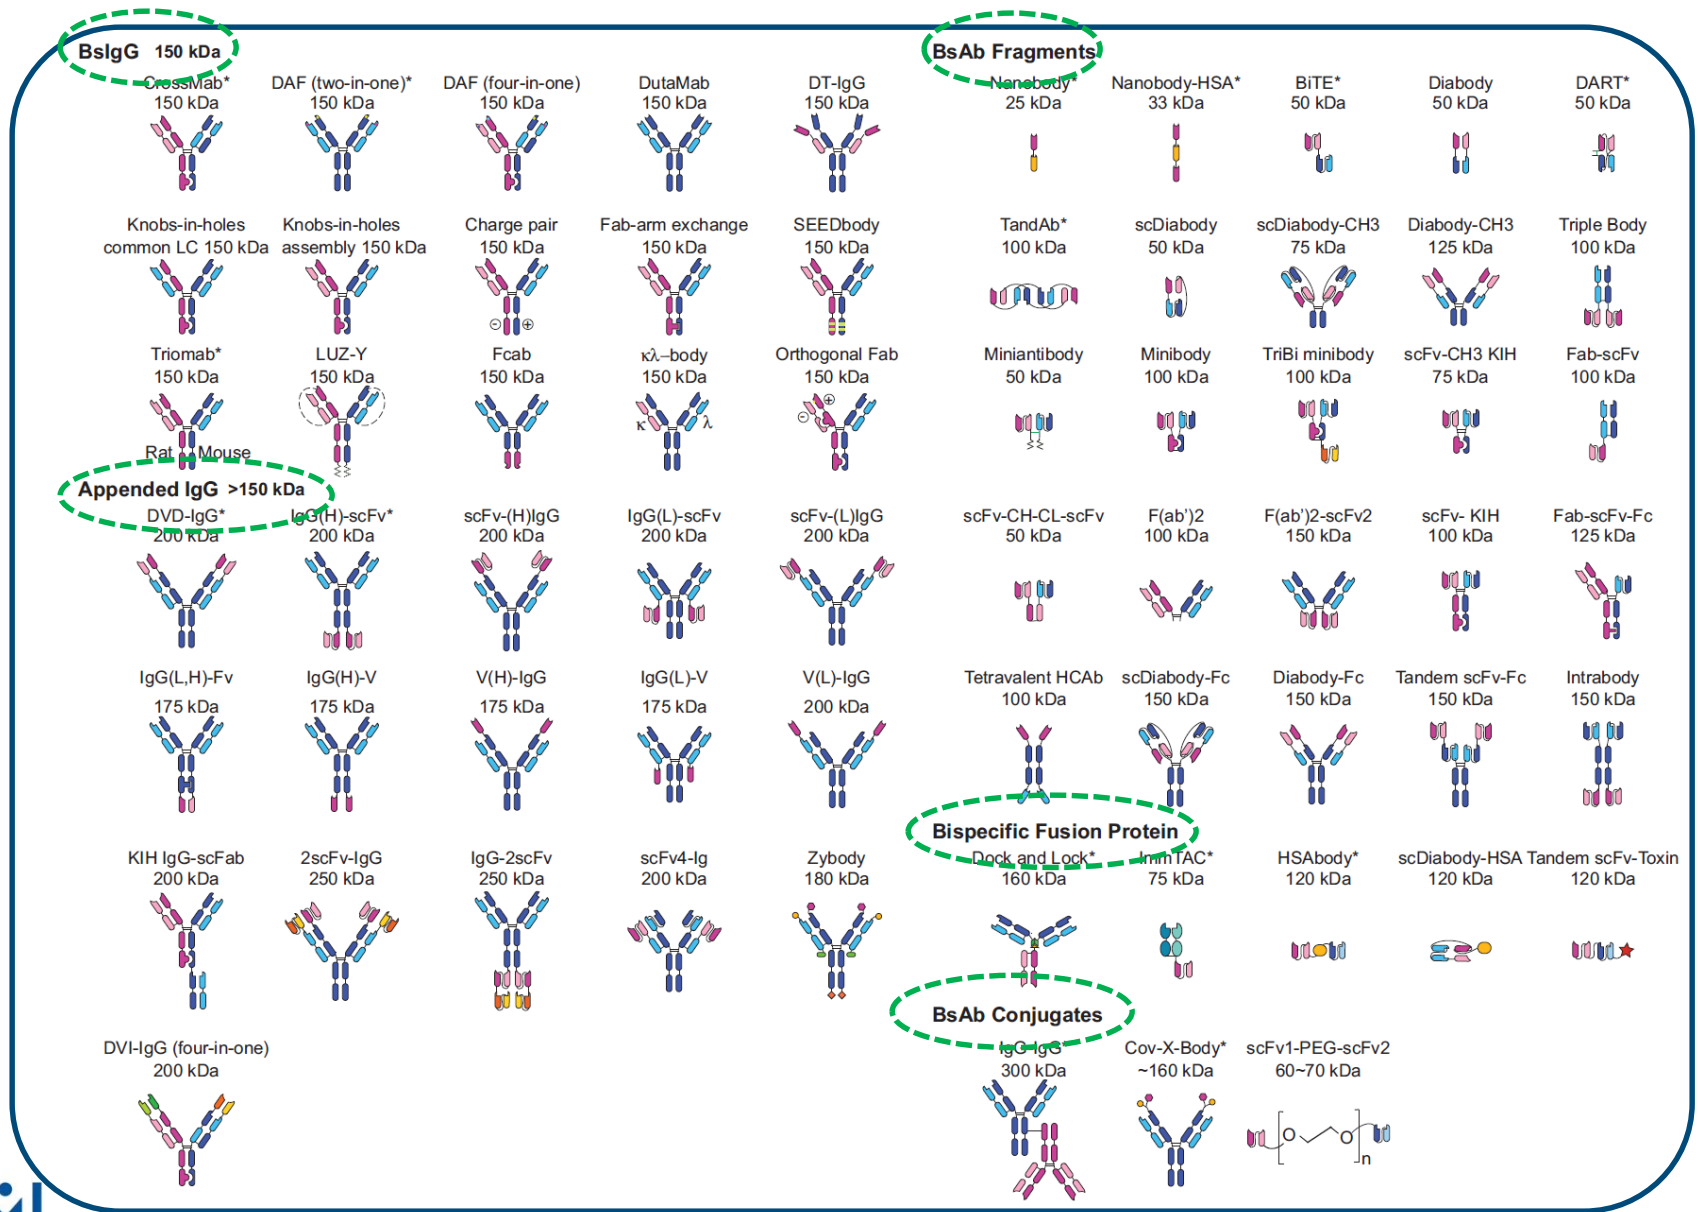 BsIgG 150 kDa
CrossMab* DAF (two-in-one)* DAF (four-in-one) DutaMab DT-IgG
150 kDa 150 kDa 150 kDa 150 kDa 150 kDa
Knobs-in-holes Knobs-in-holes Charge pair Fab-arm exchange SEEDbody
common LC 150 kDa assembly 150 kDa 150 kDa 150 kDa 150 kDa
⊖ ⊕
Triomab* LUZ-Y Fcab κλ–body Orthogonal Fab
150 kDa 150 kDa 150 kDa 150 kDa 150 kDa
⊖ ⊕
κ λ
Rat Mouse
Appended IgG >150 kDa
DVD-IgG* IgG(H)-scFv* scFv-(H)IgG IgG(L)-scFv scFv-(L)IgG
200 kDa 200 kDa 200 kDa 200 kDa 200 kDa
IgG(L,H)-Fv IgG(H)-V V(H)-IgG IgG(L)-V V(L)-IgG
175 kDa 175 kDa 175 kDa 175 kDa 200 kDa
KIH IgG-scFab 2scFv-IgG IgG-2scFv scFv4-Ig Zybody
200 kDa 250 kDa 250 kDa 200 kDa 180 kDa
DVI-IgG (four-in-one)
200 kDa
BsAb Fragments
Nanobody* Nanobody-HSA* BiTE* Diabody DART*
25 kDa 33 kDa 50 kDa 50 kDa 50 kDa
TandAb* scDiabody scDiabody-CH3 Diabody-CH3 Triple Body
100 kDa 50 kDa 75 kDa 125 kDa 100 kDa
Miniantibody Minibody TriBi minibody scFv-CH3 KIH Fab-scFv
50 kDa 100 kDa 100 kDa 75 kDa 100 kDa
scFv-CH-CL-scFv F(ab’)2 F(ab’)2-scFv2 scFv- KIH Fab-scFv-Fc
50 kDa 100 kDa 150 kDa 100 kDa 125 kDa
Tetravalent HCAb scDiabody-Fc Diabody-Fc Tandem scFv-Fc Intrabody
100 kDa 150 kDa 150 kDa 150 kDa 150 kDa
Bispecific Fusion Protein
Dock and Lock* ImmTAC* HSAbody* scDiabody-HSA Tandem scFv-Toxin
160 kDa 75 kDa 120 kDa 120 kDa 120 kDa
BsAb Conjugates
IgG-IgG* Cov-X-Body* scFv1-PEG-scFv2
300 kDa ~160 kDa 60~70 kDa
O O
n